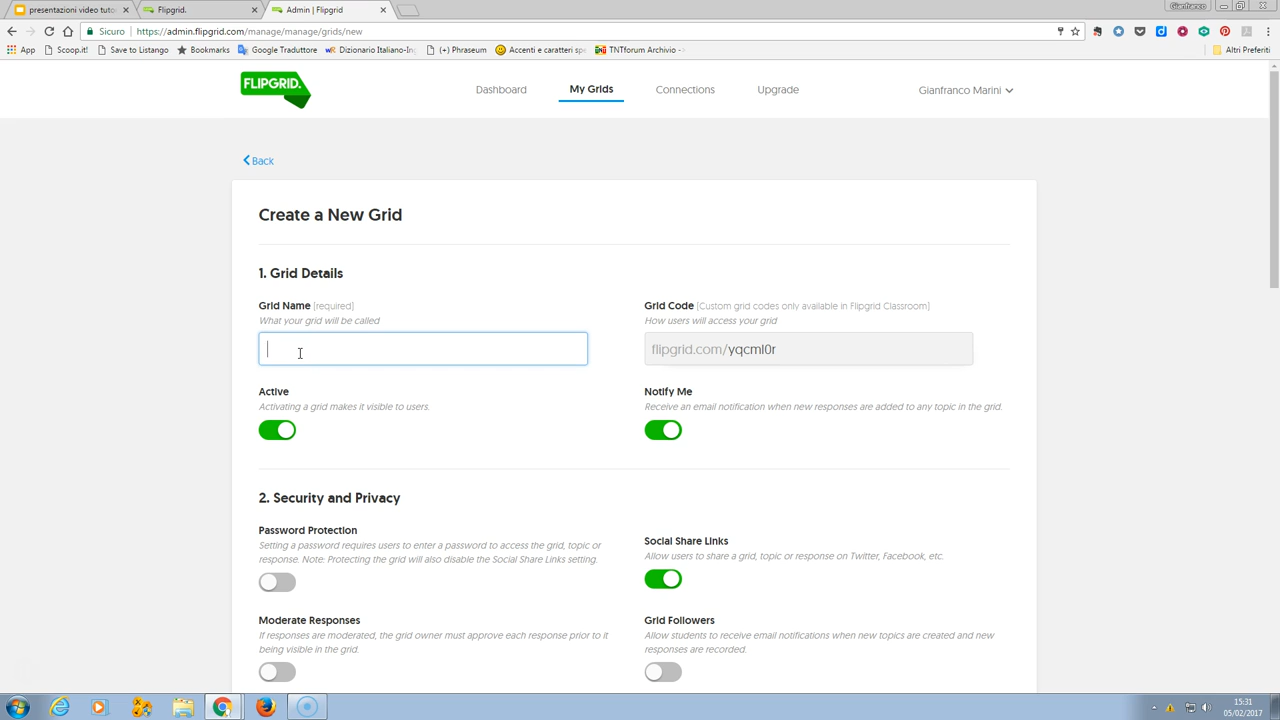 presentazioni video tuto
Flipgrid.
Admin | Flipgrid
Gianfranco
Sicuro
https://admin.flipgrid.com/manage/manage/grids/new
App
Scoop.it!
Save to Listango
Bookmarks
Google Traduttore
Dizionario Italiano-In
(+) Phraseum
Accenti e caratteri sp
TNTforum Archivio -
Altri Preferiti
FLIPGRID.
Dashboard
My Grids
Connections
Upgrade
Gianfranco Marini
Back
Create a New Grid
1. Grid Details
Grid Name (required)
What your grid will be called
Grid Code (Custom grid codes only available in Flipgrid Classroom)
How users will access your grid
flipgrid.com/yqcml0r
Active
Activating a grid makes it visible to users.
Notify Me
Receive an email notification when new responses are added to any topic in the grid.
2. Security and Privacy
Password Protection
Setting a password requires users to enter a password to access the grid, topic or
response. Note: Protecting the grid will also disable the Social Share Links setting.
Social Share Links
Allow users to share a grid, topic or response on Twitter, Facebook, etc.
Moderate Responses
If responses are moderated, the grid owner must approve each response prior to it
being visible in the grid.
Grid Followers
Allow students to receive email notifications when new topics are created and new
responses are recorded.
15:31
05/02/2017